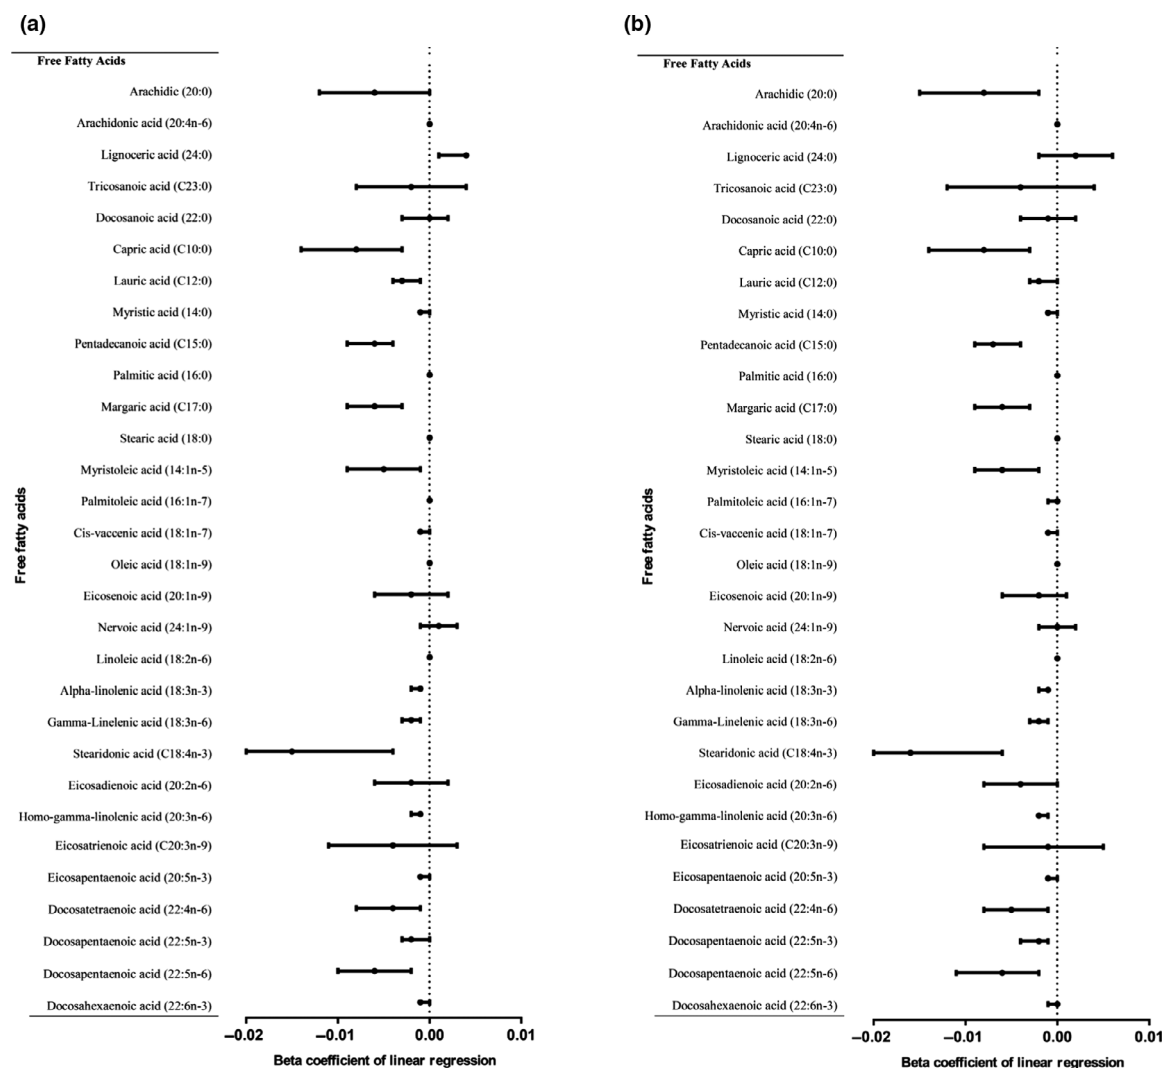 (a)
Free Fatty Acids
Arachidic (20:0)
Arachidonic acid (20:4n-6)
Lignoceric acid (24:0)
Tricosanoic acid (C23:0)
Docosanoic acid (22:0)
Capric acid (C10:0)
Lauric acid (C12:0)
Myristic acid (14:0)
Pentadecanoic acid (C15:0)
Palmitic acid (16:0)
Margaric acid (C17:0)
Stearic acid (18:0)
Myristoleic acid (14:1n-5)
Palmitoleic acid (16:1n-7)
Cis-vaccenic acid (18:1n-7)
Oleic acid (18:1n-9)
Eicosenoic acid (20:1n-9)
Nervoic acid (24:1n-9)
Linoleic acid (18:2n-6)
Alpha-linolenic acid (18:3n-3)
Gamma-Linelenic acid (18:3n-6)
Stearidonic acid (C18:4n-3)
Eicosadienoic acid (20:2n-6)
Homo-gamma-linolenic acid (20:3n-6)
Eicosatrienoic acid (C20:3n-9)
Eicosapentaenoic acid (20:5n-3)
Docosatetraenoic acid (22:4n-6)
Docosapentaenoic acid (22:5n-3)
Docosapentaenoic acid (22:5n-6)
Docosahexaenoic acid (22:6n-3)
Free fatty acids
−0.02 −0.01 0.00 0.01
Beta coefficient of linear regression
(b)
Free Fatty Acids
Arachidic (20:0)
Arachidonic acid (20:4n-6)
Lignoceric acid (24:0)
Tricosanoic acid (C23:0)
Docosanoic acid (22:0)
Capric acid (C10:0)
Lauric acid (C12:0)
Myristic acid (14:0)
Pentadecanoic acid (C15:0)
Palmitic acid (16:0)
Margaric acid (C17:0)
Stearic acid (18:0)
Myristoleic acid (14:1n-5)
Palmitoleic acid (16:1n-7)
Cis-vaccenic acid (18:1n-7)
Oleic acid (18:1n-9)
Eicosenoic acid (20:1n-9)
Nervoic acid (24:1n-9)
Linoleic acid (18:2n-6)
Alpha-linolenic acid (18:3n-3)
Gamma-Linelenic acid (18:3n-6)
Stearidonic acid (C18:4n-3)
Eicosadienoic acid (20:2n-6)
Homo-gamma-linolenic acid (20:3n-6)
Eicosatrienoic acid (C20:3n-9)
Eicosapentaenoic acid (20:5n-3)
Docosatetraenoic acid (22:4n-6)
Docosapentaenoic acid (22:5n-3)
Docosapentaenoic acid (22:5n-6)
Docosahexaenoic acid (22:6n-3)
Free fatty acids
−0.02 −0.01 0.00 0.01
Beta coefficient of linear regression